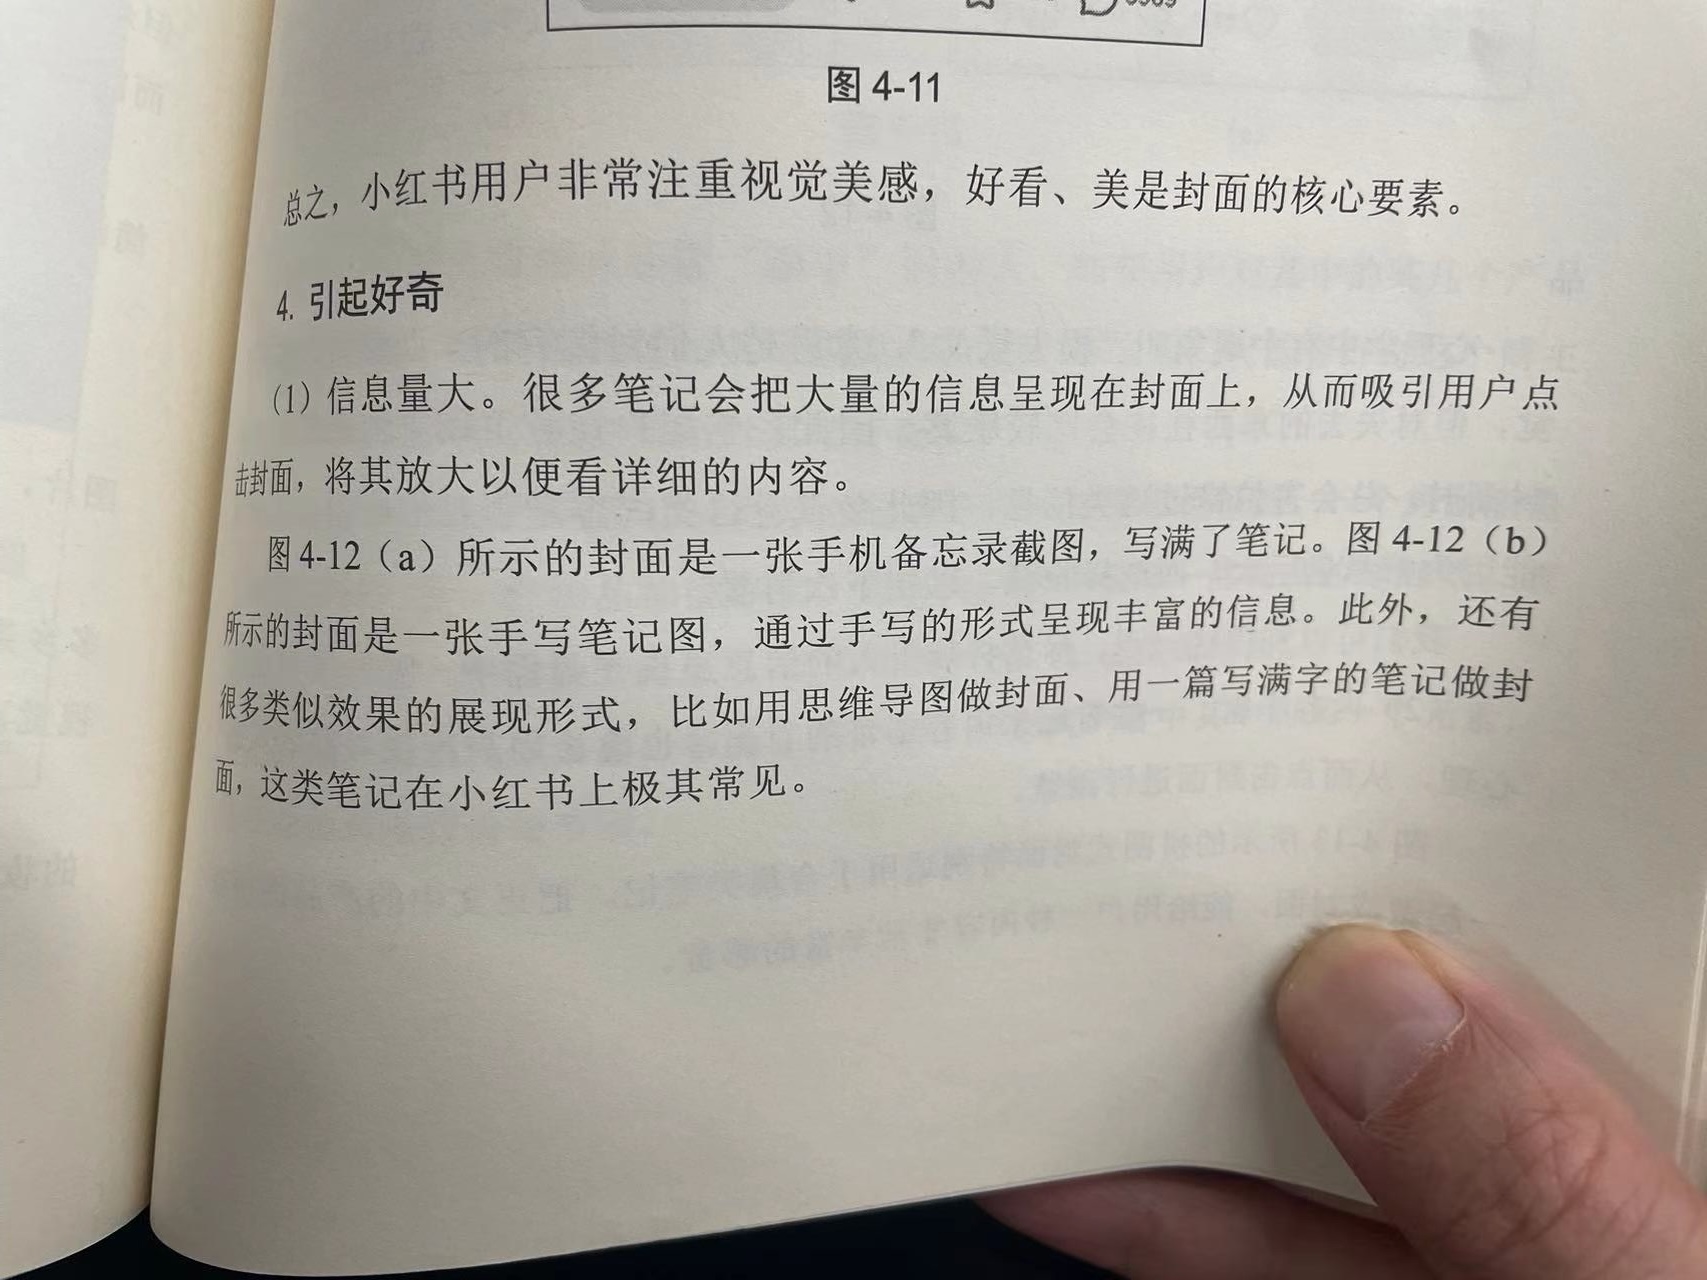 图 4-11
总之，小红书用户非常注重视觉美感，好看、美是封面的核心要素。
4. 引起好奇
（1）信息量大。很多笔记会把大量的信息呈现在封面上，从而吸引用户点
击封面，将其放大以便看详细的内容。
图 4-12（a）所示的封面是一张手机备忘录截图，写满了笔记。图 4-12（b）
所示的封面是一张手写笔记图，通过手写的形式呈现丰富的信息。此外，还有
很多类似效果的展现形式，比如用思维导图做封面、用一篇写满字的笔记做封
面，这类笔记在小红书上极其常见。